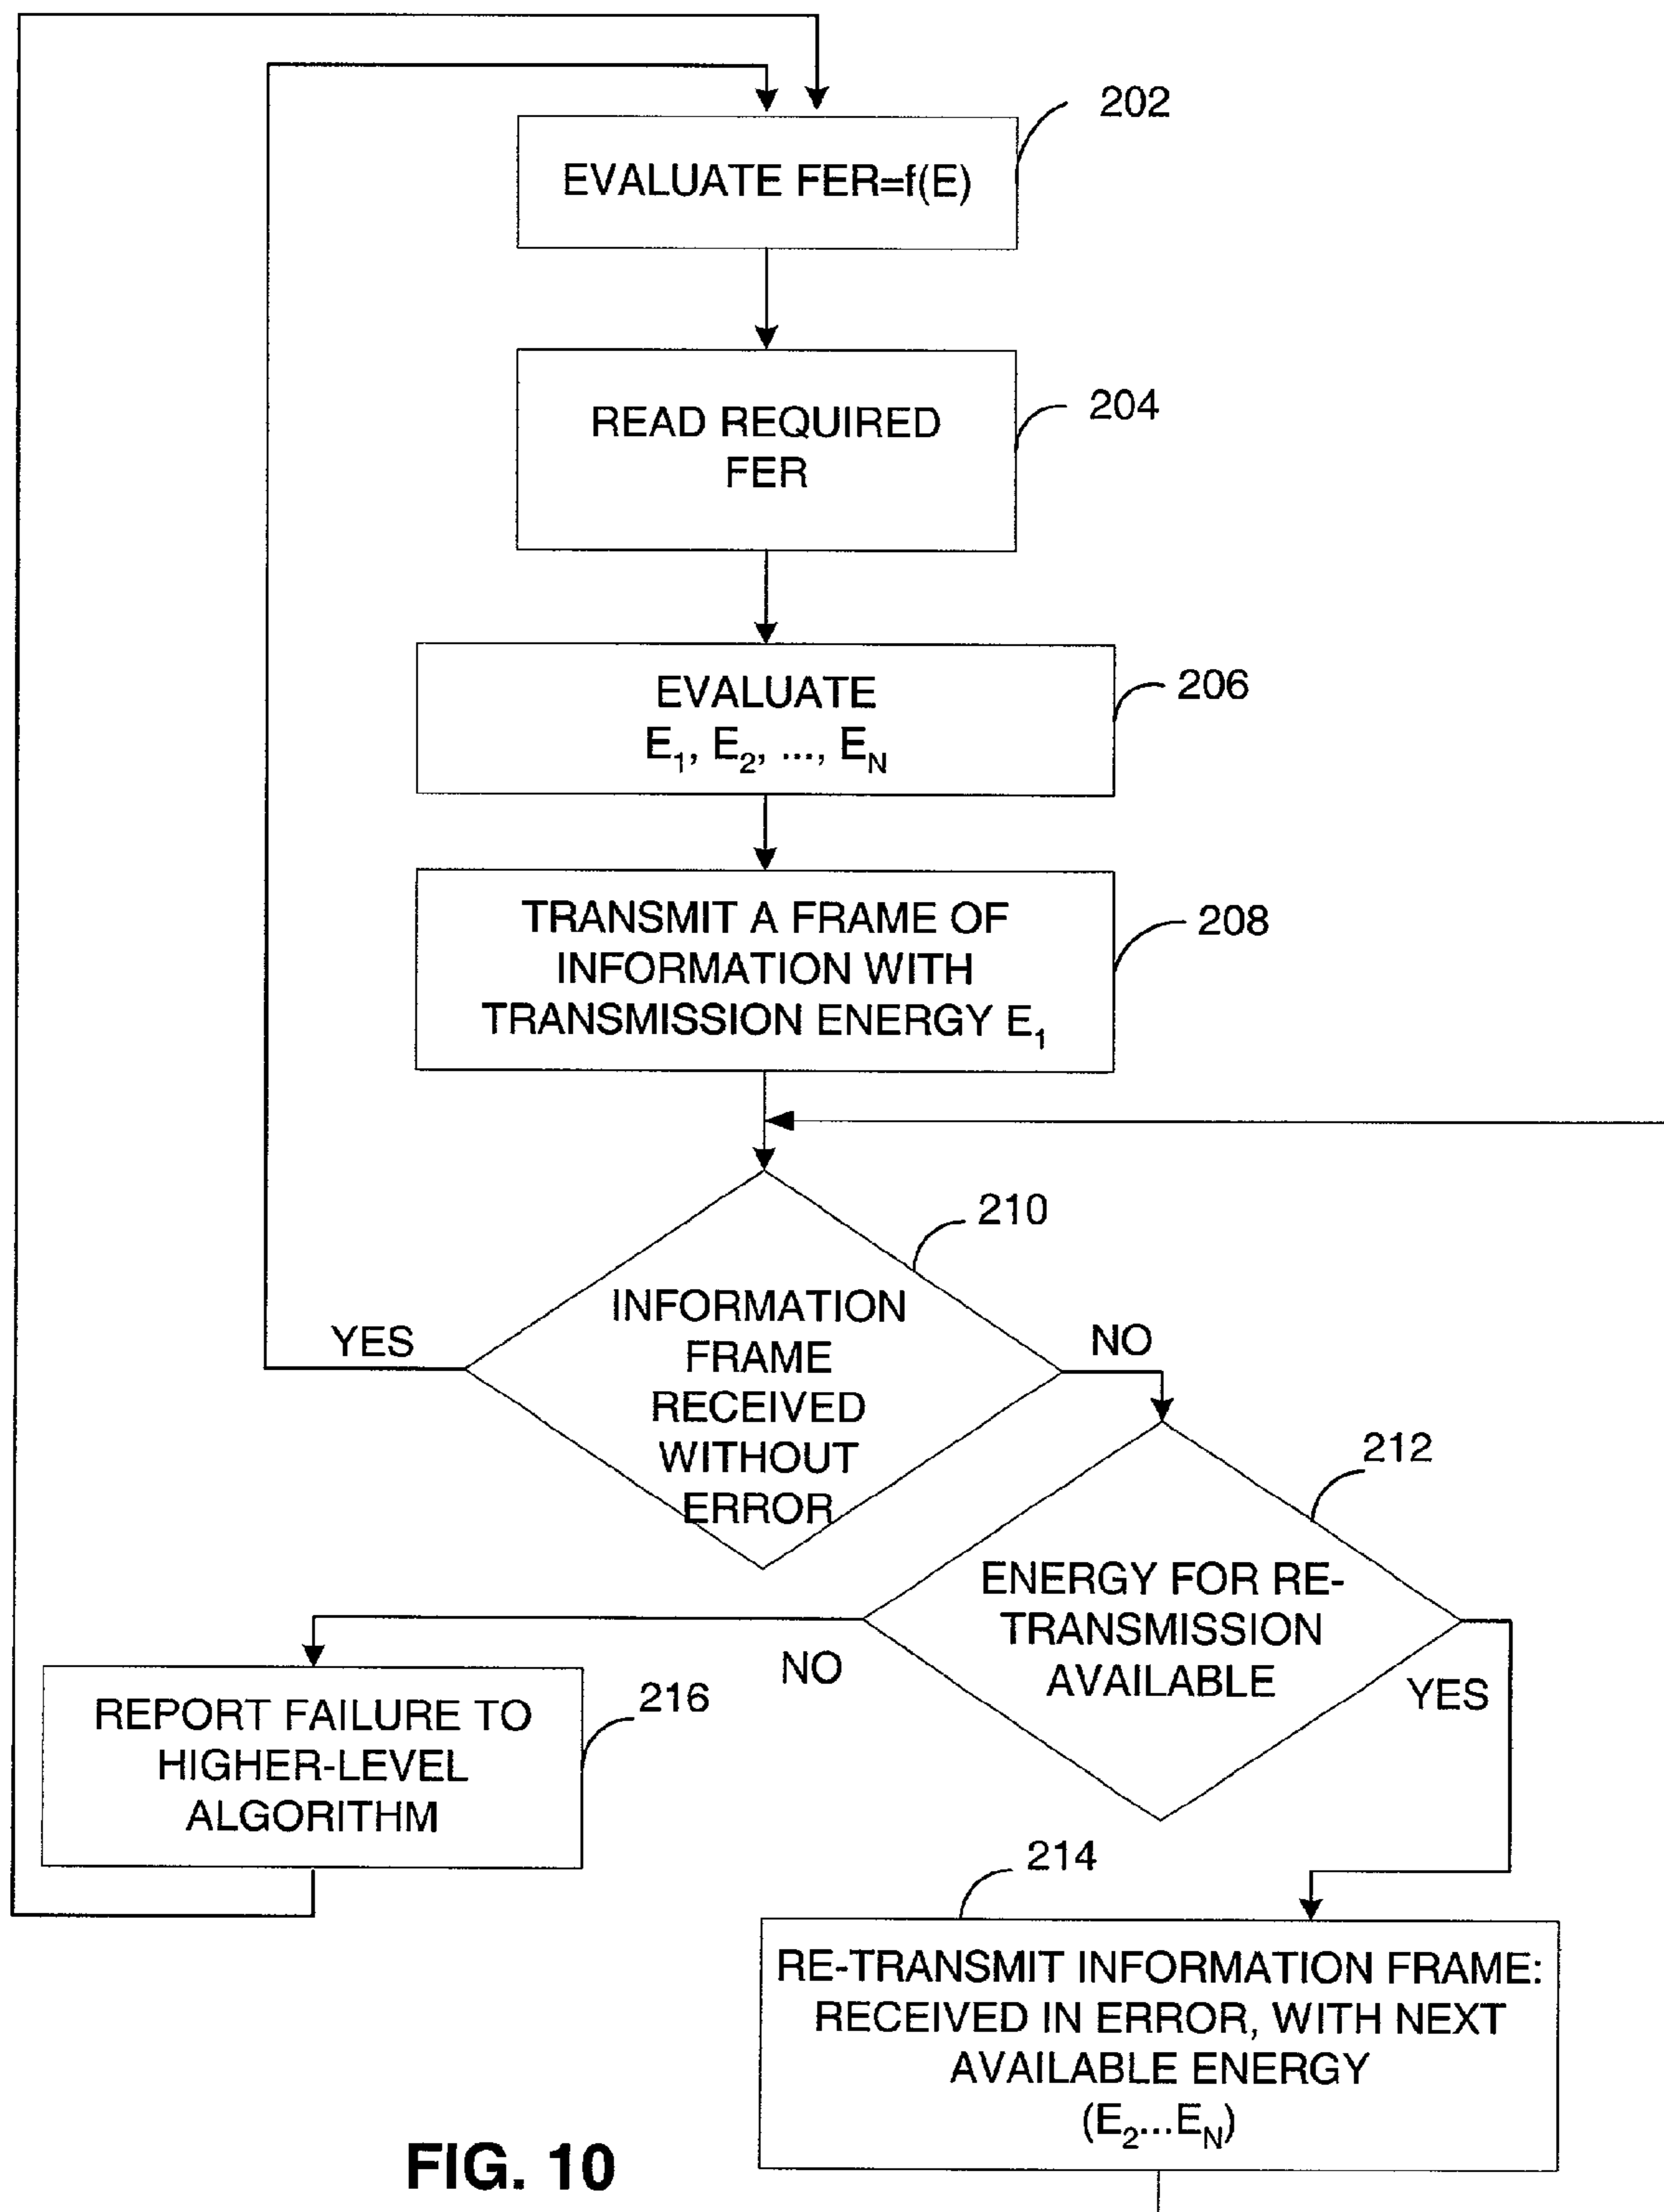 202
EVALUATE FER=f(E)
204
READ REQUIRED
FER
206
EVALUATE
E1, E2, ..., EN
208
TRANSMIT A FRAME OF
INFORMATION WITH
TRANSMISSION ENERGY E1
210
INFORMATION
FRAME
RECEIVED
WITHOUT
ERROR
YES
NO
212
ENERGY FOR RE-
TRANSMISSION
AVAILABLE
NO
YES
216
REPORT FAILURE TO
HIGHER-LEVEL
ALGORITHM
214
RE-TRANSMIT INFORMATION FRAME:
RECEIVED IN ERROR, WITH NEXT
AVAILABLE ENERGY
(E2...EN)
FIG. 10